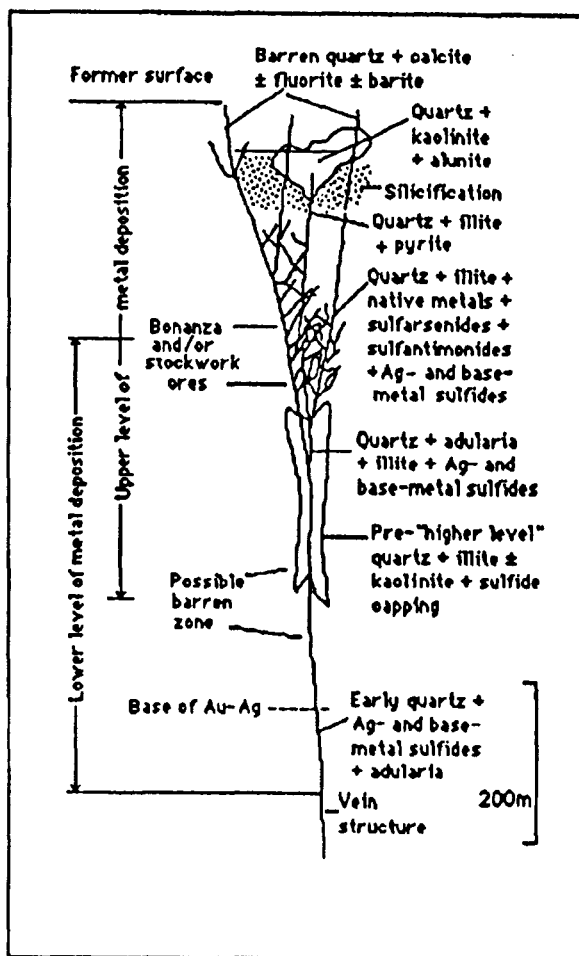 Barren quartz + calcite
± fluorite ± barite
Former surface
Quartz +
kaolinite
+ alunite
Silicification
Quartz + illite
+ pyrite
Quartz + illite +
native metals +
sulfarsenides +
sulfantimonides
+Ag- and base-
metal sulfides
Bonanza
and/or
stockwork
ores
Upper level of metal deposition
Lower level of metal deposition
Quartz + adularia
+ illite + Ag- and
base-metal sulfides
Pre-"higher level"
quartz + illite ±
kaolinite + sulfide
capping
Possible
barren
zone
Base of Au-Ag
Early quartz +
Ag- and base-
metal sulfides
+ adularia
200m
Vein
structure